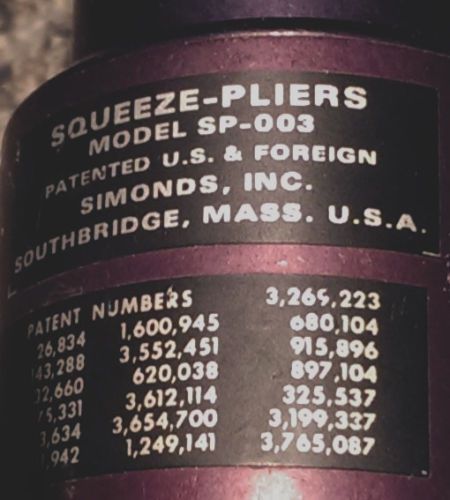 SQUEEZE-PLIERS
MODEL SP-003
PATENTED U.S. & FOREIGN
SIMONDS, INC.
SOUTHBRIDGE, MASS. U.S.A.
PATENT NUMBERS 3,269,223
26,834 1,600,945 680,104
43,288 3,552,451 915,896
620,038 897,104
3,612,114 325,537
3,654,700 3,199,337
1,249,141 3,765,087